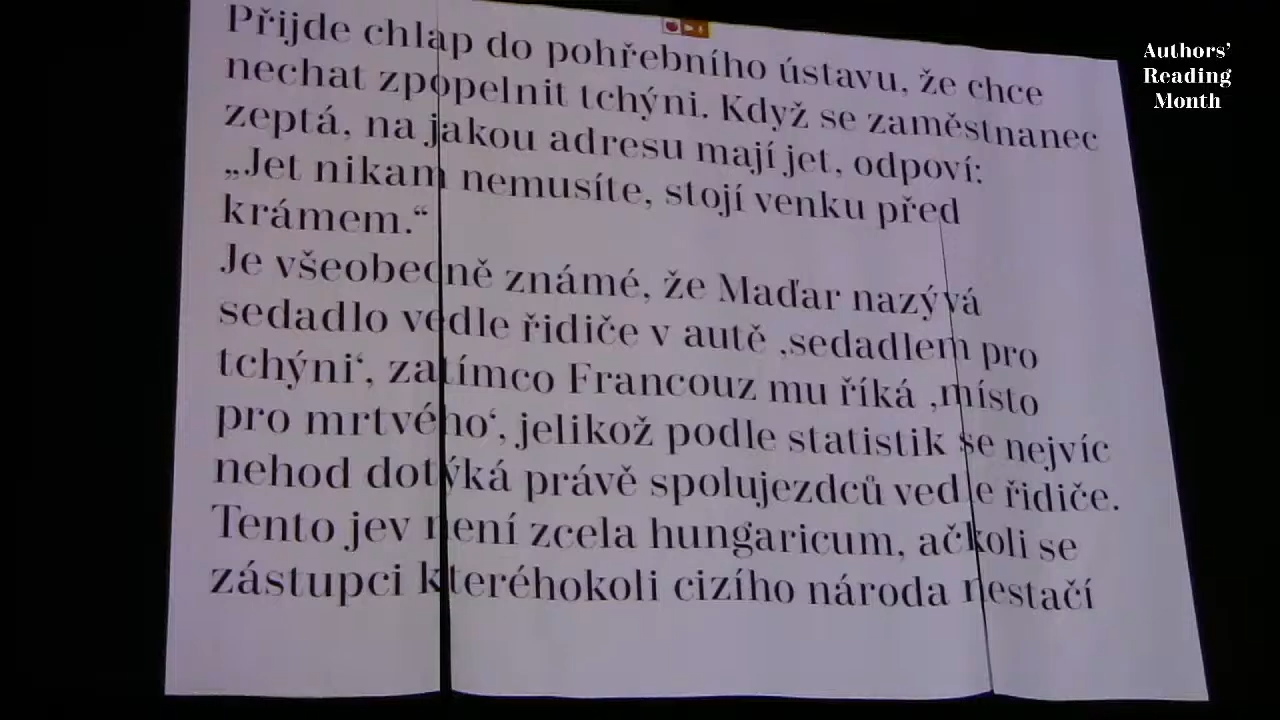 Přijde chlap do pohřebního ústavu, že chce
nechat zpopelnit tchýni. Když se zaměstnanec
zeptá, na jakou adresu mají jet, odpoví:
„Jet nikam nemusíte, stojí venku před
krámem.“
Je všeobecně známé, že Maďar nazývá
sedadlo vedle řidiče v autě ‚sedadlem pro
tchýni‘, zatímco Francouz mu říká ‚místo
pro mrtvého‘, jelikož podle statistik se nejvíc
nehod dotýká právě spolujezdců vedle řidiče.
Tento jev není zcela hungaricum, ačkoli se
zástupci kteréhokoli cizího národa nestačí
Authors’
Reading
Month